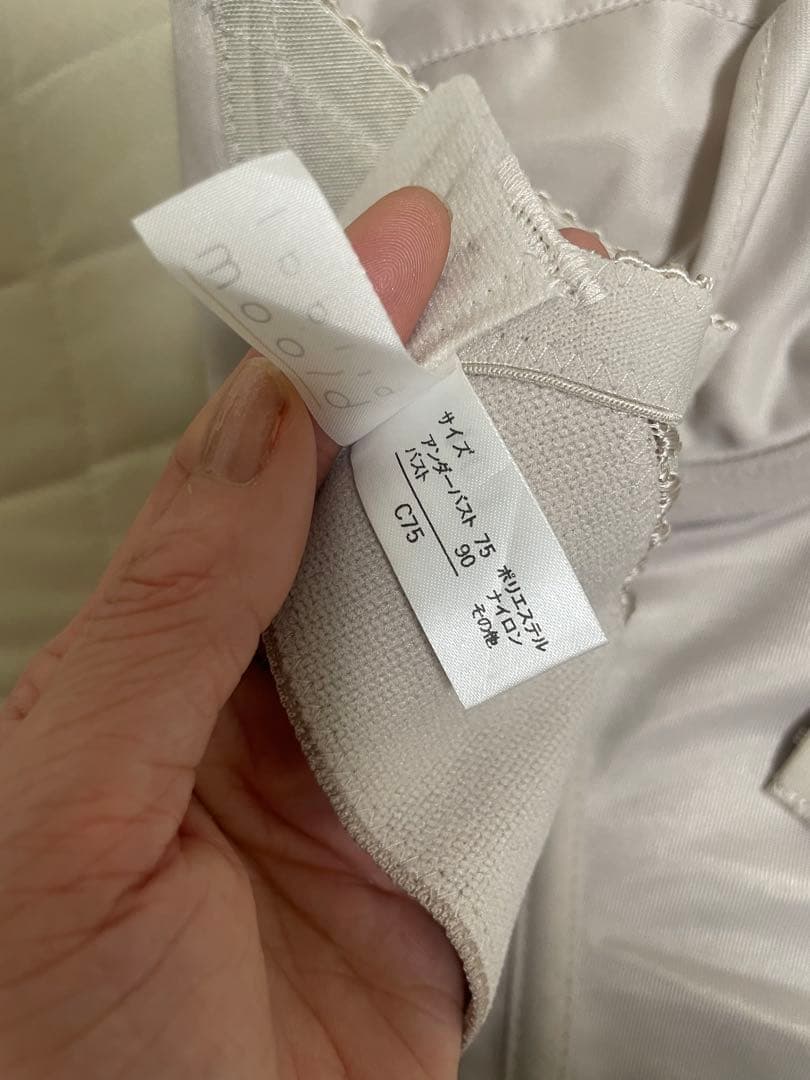 サイズ
アンダーバスト 75
バスト 90
C75
ポリエステル
ナイロン
その他